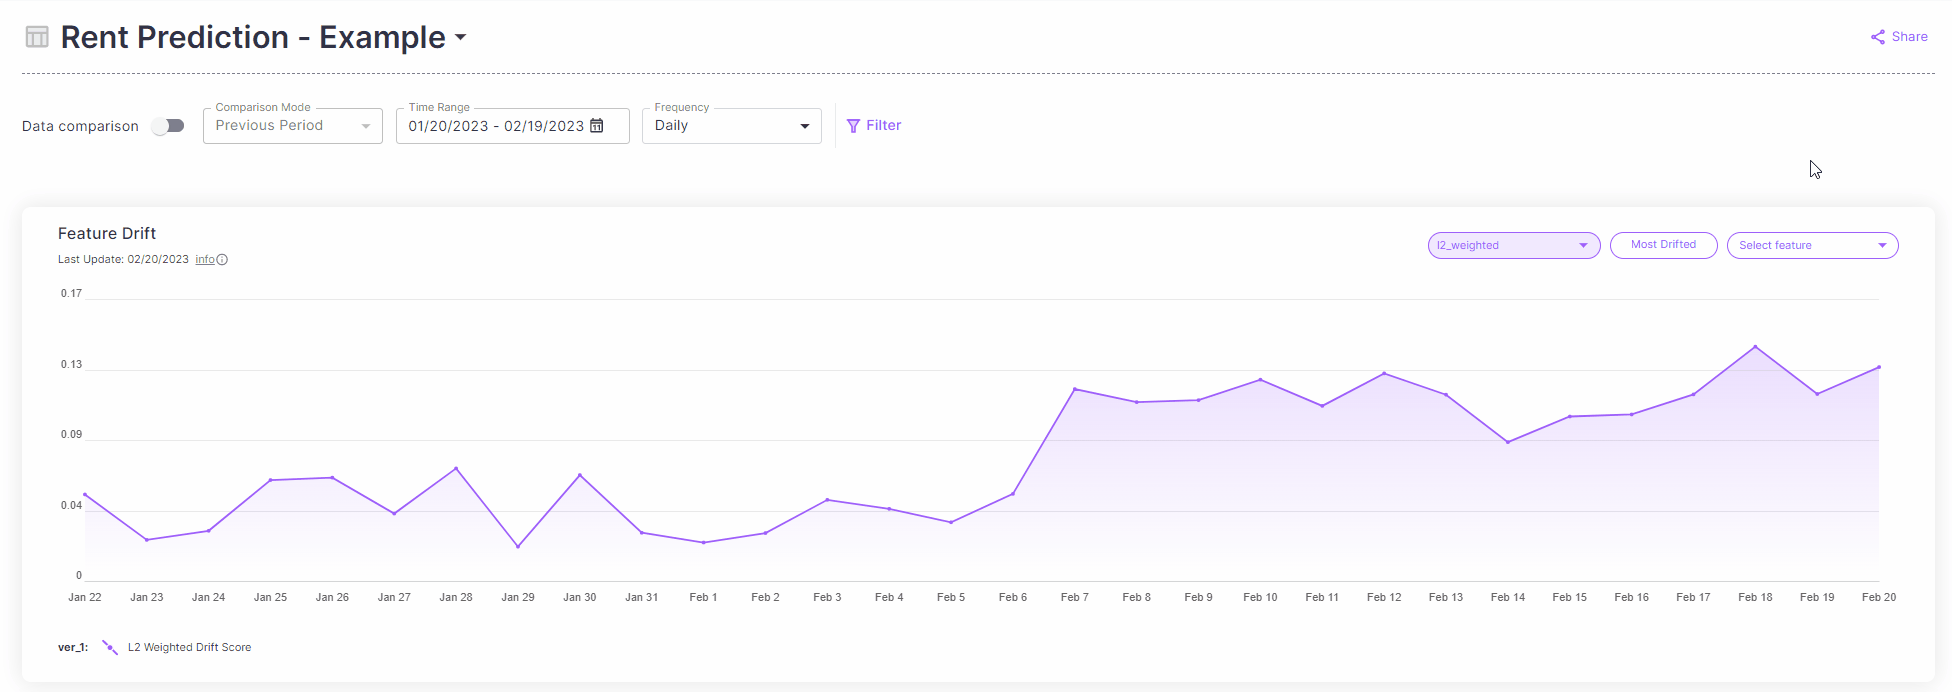 Rent Prediction - Example
Share
Data comparison
Comparison Mode
Previous Period
Time Range
01/20/2023 - 02/19/2023
Frequency
Daily
Filter
Feature Drift
Last Update: 02/20/2023 info
l2_weighted
Most Drifted
Select feature
0.17
0.13
0.09
0.04
0
Jan 22 Jan 23 Jan 24 Jan 25 Jan 26 Jan 27 Jan 28 Jan 29 Jan 30 Jan 31 Feb 1 Feb 2 Feb 3 Feb 4 Feb 5 Feb 6 Feb 7 Feb 8 Feb 9 Feb 10 Feb 11 Feb 12 Feb 13 Feb 14 Feb 15 Feb 16 Feb 17 Feb 18 Feb 19 Feb 20
ver_1: L2 Weighted Drift Score